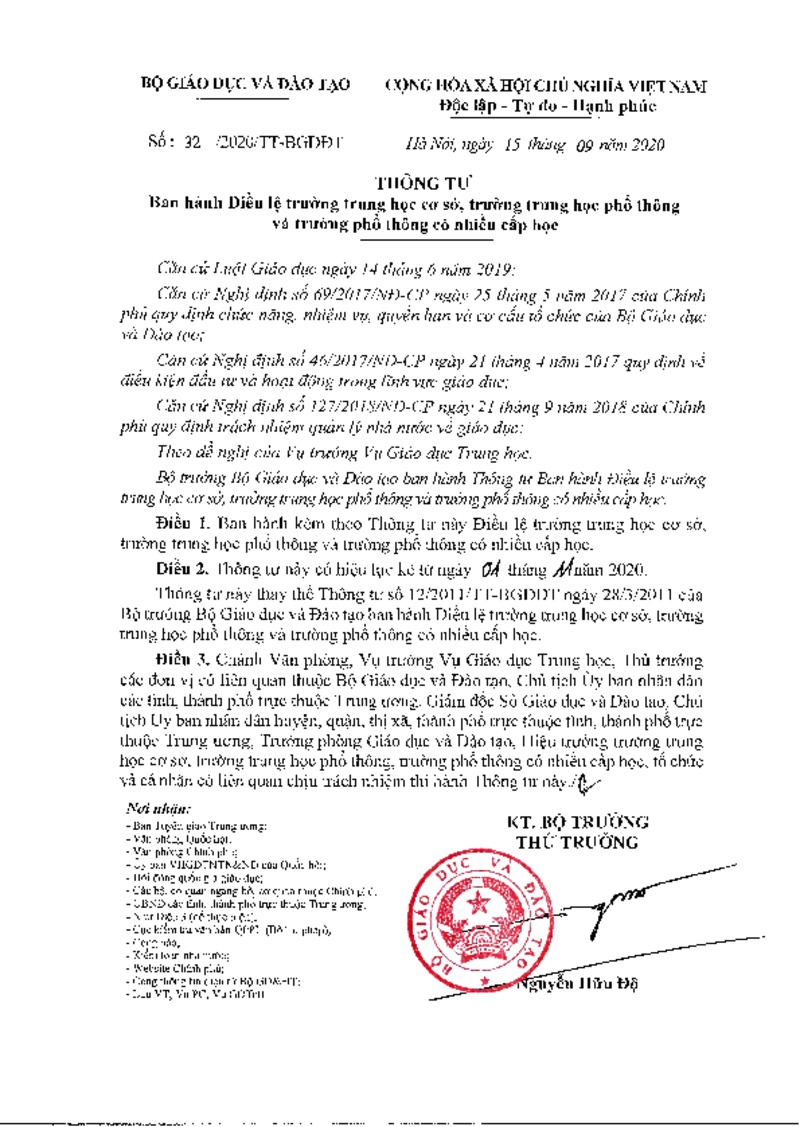 BỘ GIÁO DỤC VÀ ĐÀO TẠO
CỘNG HÒA XÃ HỘI CHỦ NGHĨA VIỆT NAM
Độc lập - Tự do - Hạnh phúc
Số: 32 /2020/TT-BGDĐT
Hà Nội, ngày 15 tháng 09 năm 2020
THÔNG TƯ
Ban hành Điều lệ trường trung học cơ sở, trường trung học phổ thông
và trường phổ thông có nhiều cấp học
Căn cứ Luật Giáo dục ngày 14 tháng 6 năm 2019;
Căn cứ Nghị định số 69/2017/NĐ-CP ngày 25 tháng 5 năm 2017 của Chính
phủ quy định chức năng, nhiệm vụ, quyền hạn và cơ cấu tổ chức của Bộ Giáo dục
và Đào tạo;
Căn cứ Nghị định số 46/2017/NĐ-CP ngày 21 tháng 4 năm 2017 quy định về
điều kiện đầu tư và hoạt động trong lĩnh vực giáo dục;
Căn cứ Nghị định số 127/2018/NĐ-CP ngày 21 tháng 9 năm 2018 của Chính
phủ quy định trách nhiệm quản lý nhà nước về giáo dục;
Theo đề nghị của Vụ trưởng Vụ Giáo dục Trung học.
Bộ trưởng Bộ Giáo dục và Đào tạo ban hành Thông tư Ban hành Điều lệ trường
trung học cơ sở, trường trung học phổ thông và trường phổ thông có nhiều cấp học.
Điều 1. Ban hành kèm theo Thông tư này Điều lệ trường trung học cơ sở,
trường trung học phổ thông và trường phổ thông có nhiều cấp học.
Điều 2. Thông tư này có hiệu lực kể từ ngày 01 tháng 11 năm 2020.
Thông tư này thay thế Thông tư số 12/2011/TT-BGDĐT ngày 28/3/2011 của
Bộ trưởng Bộ Giáo dục và Đào tạo ban hành Điều lệ trường trung học cơ sở, trường
trung học phổ thông và trường phổ thông có nhiều cấp học.
Điều 3. Chánh Văn phòng, Vụ trưởng Vụ Giáo dục Trung học, Thủ trưởng
các đơn vị có liên quan thuộc Bộ Giáo dục và Đào tạo, Chủ tịch Ủy ban nhân dân
các tỉnh, thành phố trực thuộc Trung ương, Giám đốc Sở Giáo dục và Đào tạo, Chủ
tịch Ủy ban nhân dân huyện, quận, thị xã, thành phố trực thuộc tỉnh, thành phố trực
thuộc Trung ương, Trưởng phòng Giáo dục và Đào tạo, Hiệu trưởng trường trung
học cơ sở, trường trung học phổ thông, trường phổ thông có nhiều cấp học, tổ chức
và cá nhân có liên quan chịu trách nhiệm thi hành Thông tư này./.
Nơi nhận:
- Ban Tuyên giáo Trung ương;
- Văn phòng Quốc hội;
- Văn phòng Chính phủ;
- Ủy ban VHGDTNTN&NĐ của Quốc hội;
- Hội đồng quốc gia giáo dục;
- Các bộ, cơ quan ngang bộ, cơ quan thuộc Chính phủ;
- UBND các tỉnh, thành phố trực thuộc Trung ương;
- Như Điều 3 (để thực hiện);
- Cục kiểm tra văn bản QPPL (Bộ Tư pháp);
- Công báo;
- Kiểm toán nhà nước;
- Website Chính phủ;
- Cổng thông tin điện tử Bộ GD&ĐT;
- Lưu VT, Vụ PC, Vụ GDTrH
KT. BỘ TRƯỞNG
THỨ TRƯỞNG
BỘ GIÁO DỤC VÀ ĐÀO TẠO
Nguyễn Hữu Độ